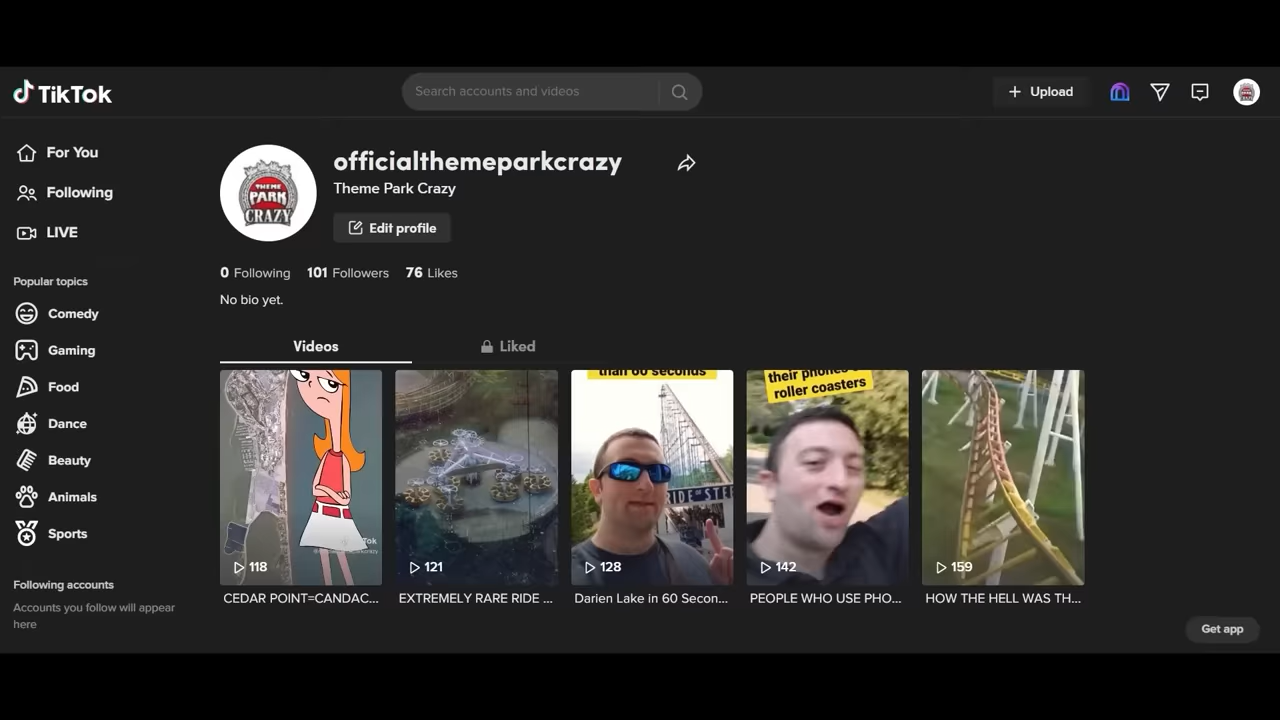 TikTok
Search accounts and videos
Upload
For You
Following
LIVE
Popular topics
Comedy
Gaming
Food
Dance
Beauty
Animals
Sports
Following accounts
Accounts you follow will appear
here
THEME
PARK
CRAZY
officialthemeparkcrazy
Theme Park Crazy
Edit profile
0 Following 101 Followers 76 Likes
No bio yet.
Videos Liked
than 60 seconds
their phones
roller coasters
RIDE OF STE
Tok
118 121 128 142 159
CEDAR POINT=CANDAC... EXTREMELY RARE RIDE ... Darien Lake in 60 Secon... PEOPLE WHO USE PHO... HOW THE HELL WAS TH...
Get app